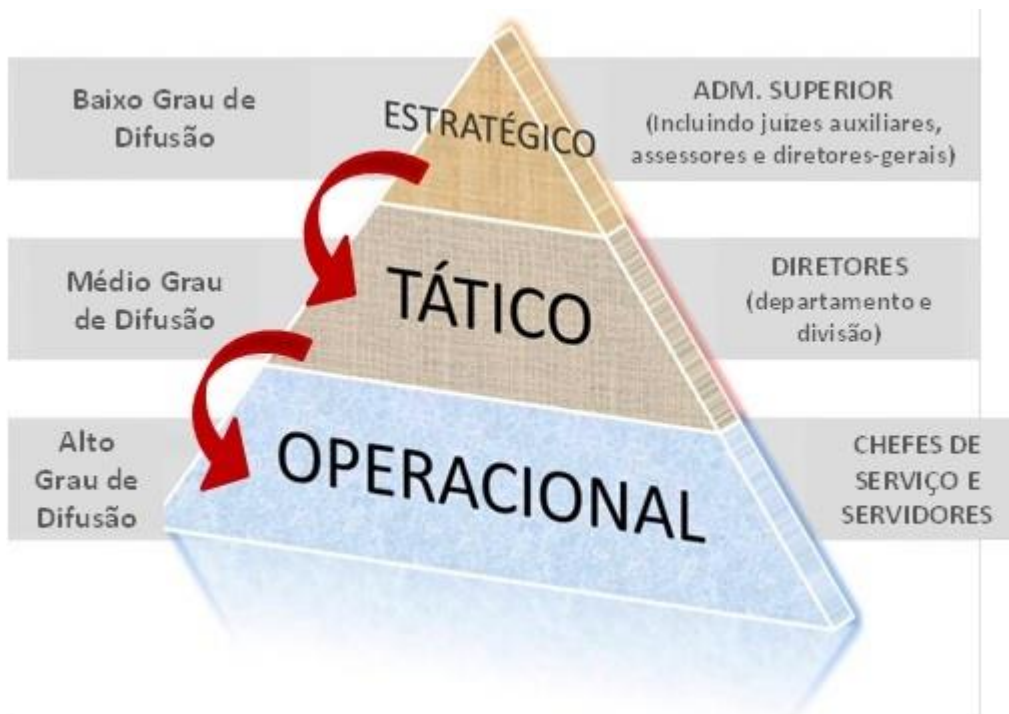 Baixo Grau de
Difusão
ESTRATÉGICO
ADM. SUPERIOR
(Incluindo juízes auxiliares,
assessores e diretores-gerais)
Médio Grau
de Difusão
TÁTICO
DIRETORES
(departamento e
divisão)
Alto
Grau de
Difusão
OPERACIONAL
CHEFES DE
SERVIÇO E
SERVIDORES